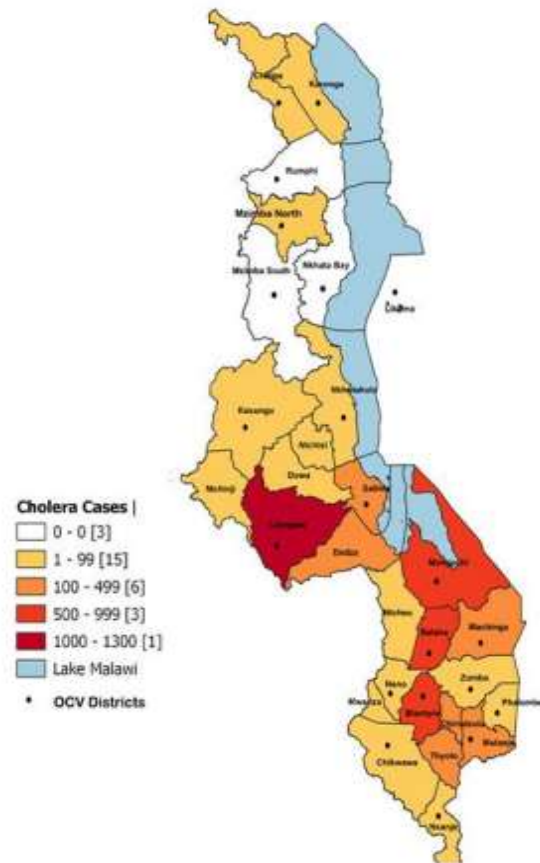 Chitipa
Karonga
Rumphi
Mzimba North
Mzimba South
Nkhata Bay
Likoma
Nkhotakota
Kasungu
Ntchisi
Dowa
Mchinji
Salima
Lilongwe
Dedza
Cholera Cases |
0 - 0 [3]
1 - 99 [15]
100 - 499 [6]
500 - 999 [3]
1000 - 1300 [1]
Lake Malawi
OCV Districts
Mangochi
Ntcheu
Balaka
Machinga
Neno
Zomba
Mwanza
Phalombe
Blantyre
Mulanje
Thyolo
Chikwawa
Nsanje